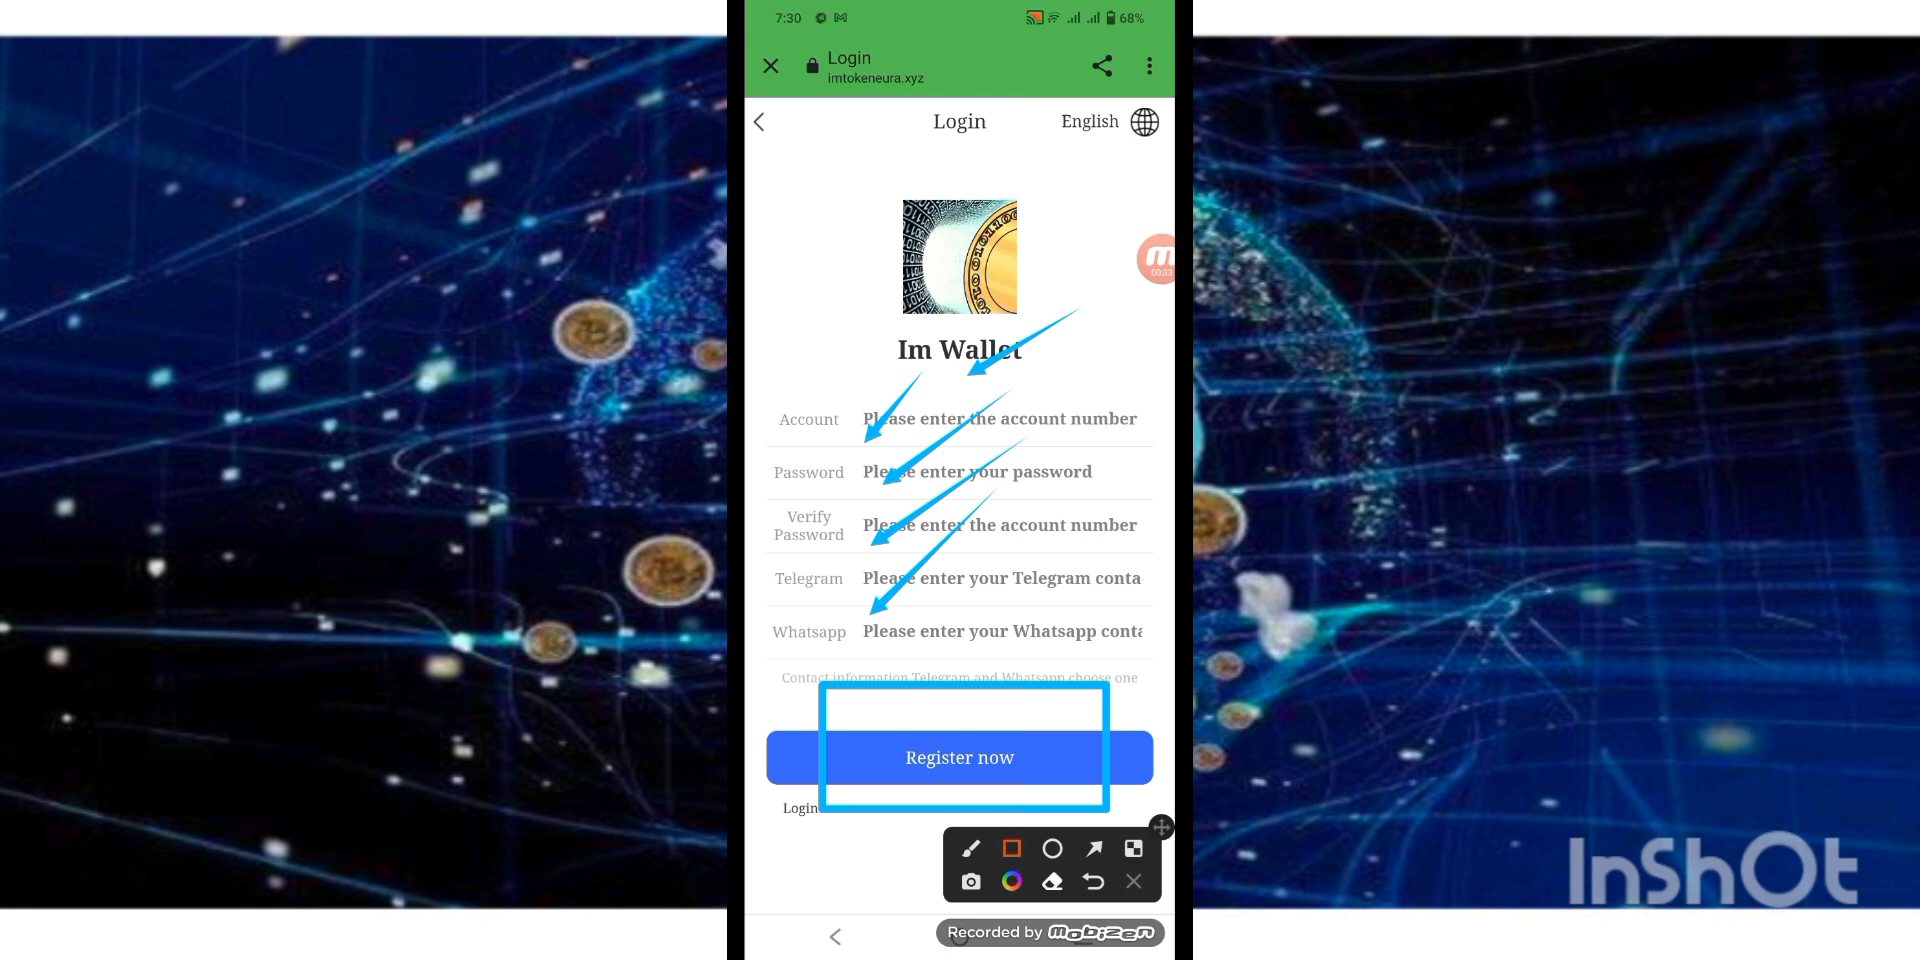 7:30
68%
Login
imtokeneura.xyz
Login
English
00:33
Im Wallet
Account Please enter the account number
Password Please enter your password
Verify Password Please enter the account number
Telegram Please enter your Telegram conta
Whatsapp Please enter your Whatsapp conta
Contact information Telegram and Whatsapp choose one
Register now
Login
Recorded by Mobizen
InShOt